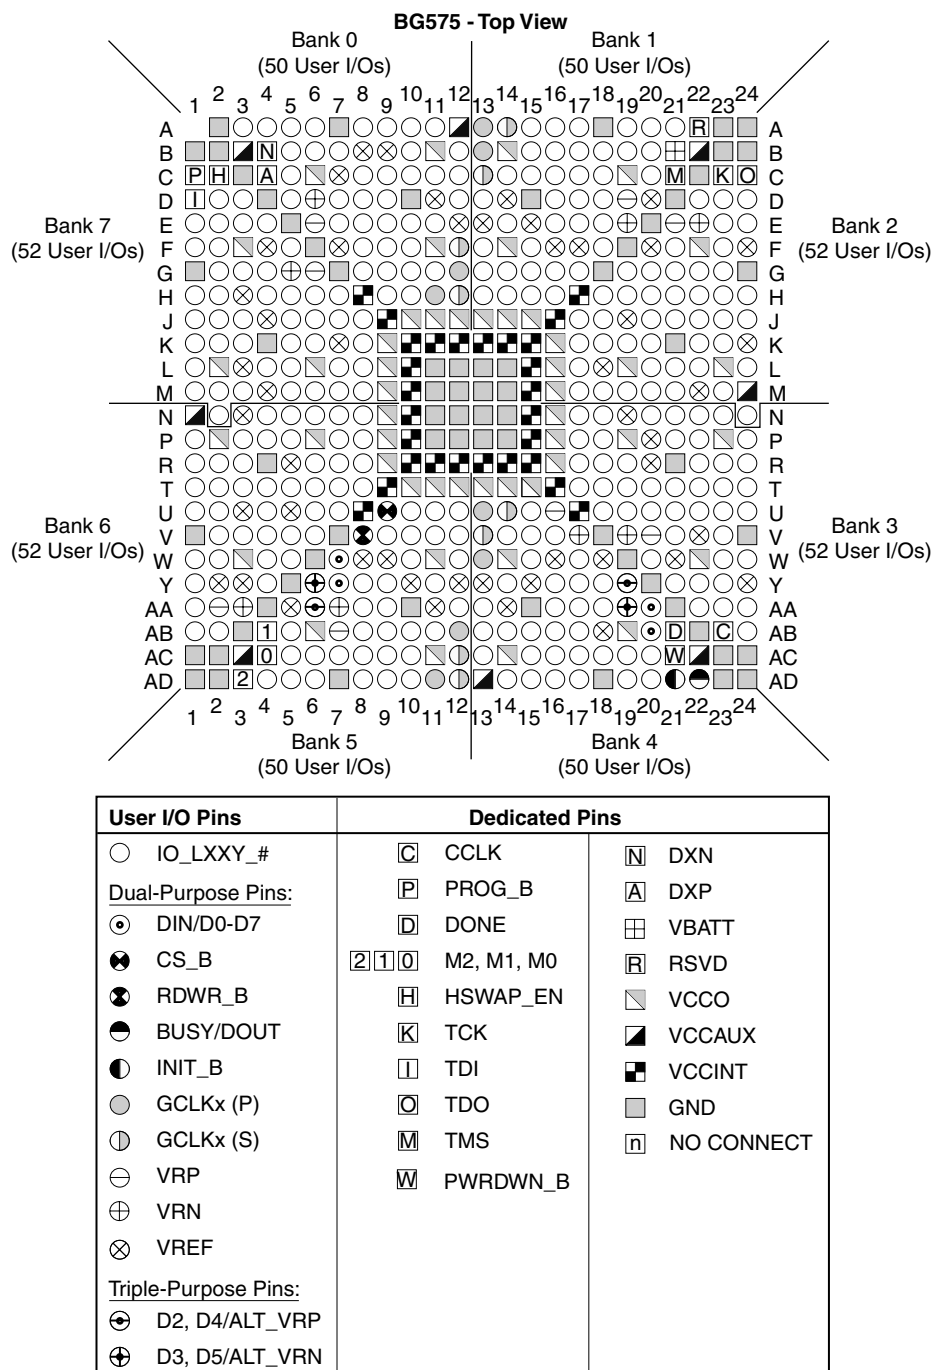 BG575 - Top View
Bank 0
(50 User I/Os)
Bank 1
(50 User I/Os)
1 2 3 4 5 6 7 8 9 10 11 12 13 14 15 16 17 18 19 20 21 22 23 24
A R A
B N B
C P H A M K O C
D I D
E E
Bank 7
(52 User I/Os)
Bank 2
(52 User I/Os)
F F
G G
H H
J J
K K
L L
M M
N N
P P
R R
T T
U U
Bank 6
(52 User I/Os)
Bank 3
(52 User I/Os)
V V
W W
Y Y
AA AA
AB 1 D C AB
AC 0 W AC
AD 2 AD
1 2 3 4 5 6 7 8 9 10 11 12 13 14 15 16 17 18 19 20 21 22 23 24
Bank 5
(50 User I/Os)
Bank 4
(50 User I/Os)
User I/O Pins
IO_LXXY_#
Dual-Purpose Pins:
DIN/D0-D7
CS_B
RDWR_B
BUSY/DOUT
INIT_B
GCLKx (P)
GCLKx (S)
VRP
VRN
VREF
Triple-Purpose Pins:
D2, D4/ALT_VRP
D3, D5/ALT_VRN
Dedicated Pins
C CCLK
P PROG_B
D DONE
2 1 0 M2, M1, M0
H HSWAP_EN
K TCK
I TDI
O TDO
M TMS
W PWRDWN_B
N DXN
A DXP
VBATT
R RSVD
VCCO
VCCAUX
VCCINT
GND
n NO CONNECT